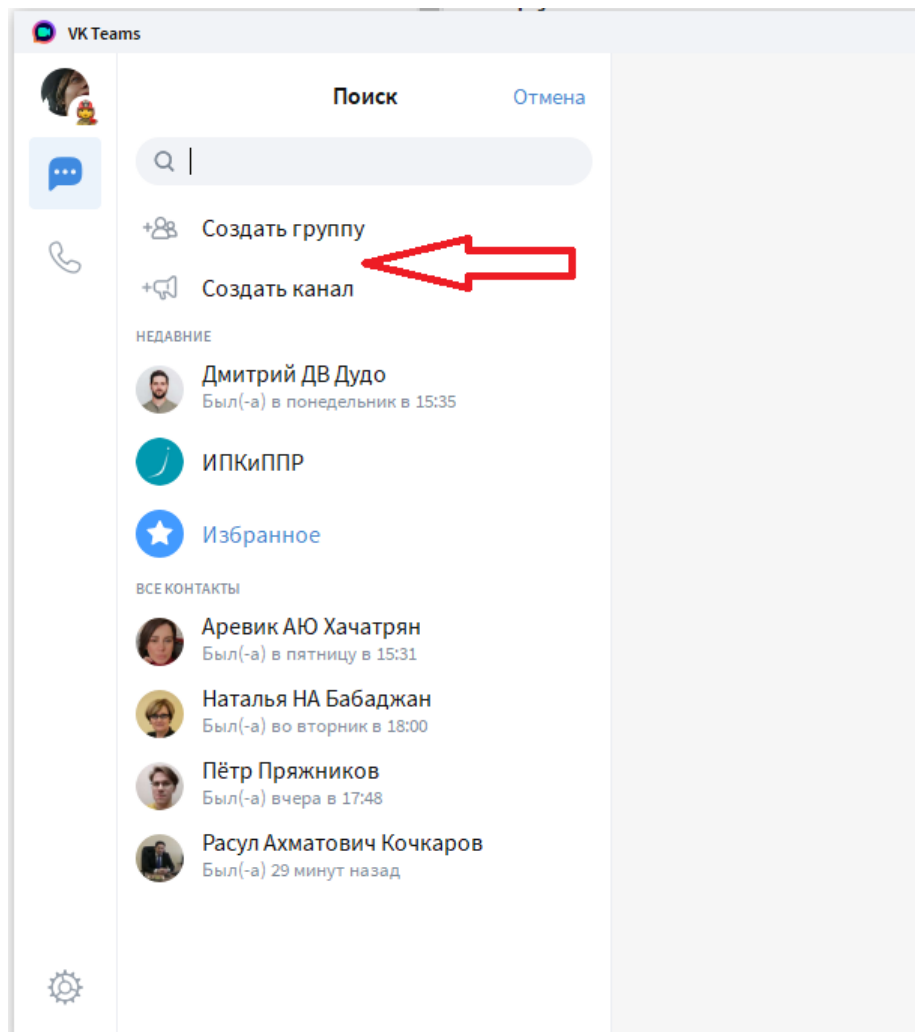 VK Teams
Поиск
Отмена
Создать группу
Создать канал
НЕДАВНИЕ
Дмитрий ДВ Дудо
Был(-а) в понедельник в 15:35
ИПКиППР
Избранное
ВСЕ КОНТАКТЫ
Аревик АЮ Хачатрян
Был(-а) в пятницу в 15:31
Наталья НА Бабаджан
Был(-а) во вторник в 18:00
Пётр Пряжников
Был(-а) вчера в 17:48
Расул Ахматович Кочкаров
Был(-а) 29 минут назад